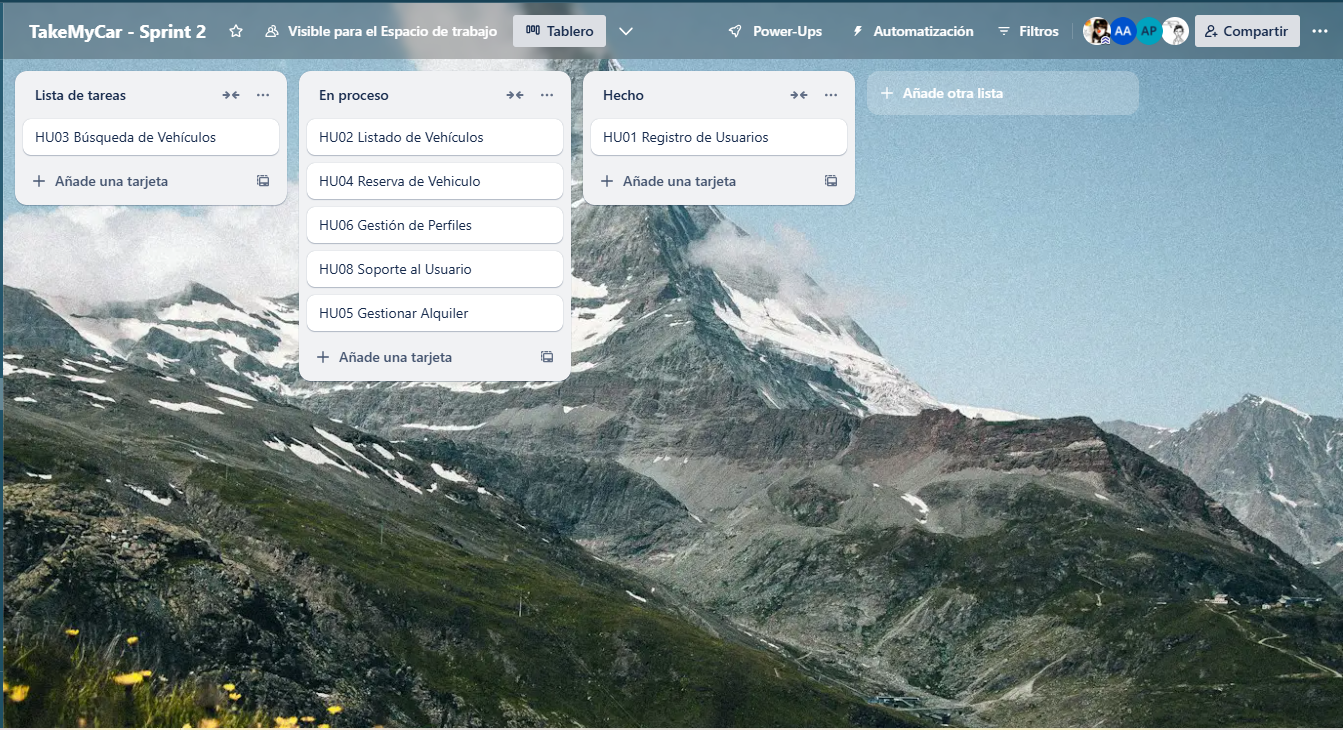 TakeMyCar - Sprint 2 Visible para el Espacio de trabajo Tablero Power-Ups Automatización Filtros AA AP Compartir
Lista de tareas
HU03 Búsqueda de Vehículos
Añade una tarjeta
En proceso
HU02 Listado de Vehículos
HU04 Reserva de Vehiculo
HU06 Gestión de Perfiles
HU08 Soporte al Usuario
HU05 Gestionar Alquiler
Añade una tarjeta
Hecho
HU01 Registro de Usuarios
Añade una tarjeta
Añade otra lista